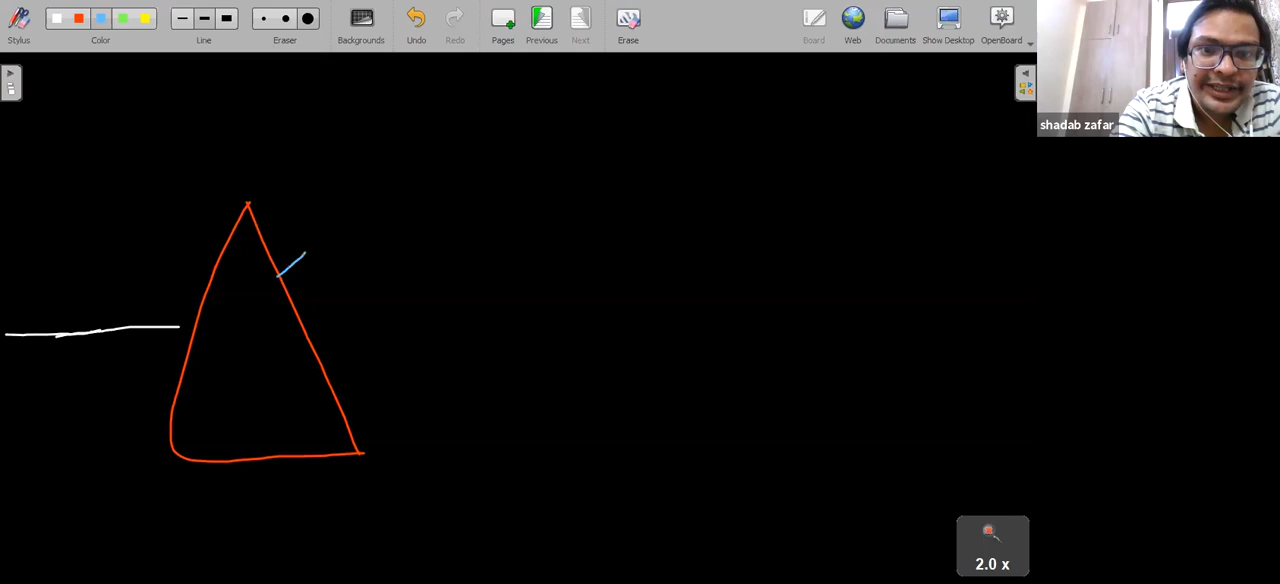 Stylus Color Line Eraser Backgrounds Undo Redo Pages Previous Next Erase Board Web Documents Show Desktop OpenBoard
shadab zafar
2.0 x